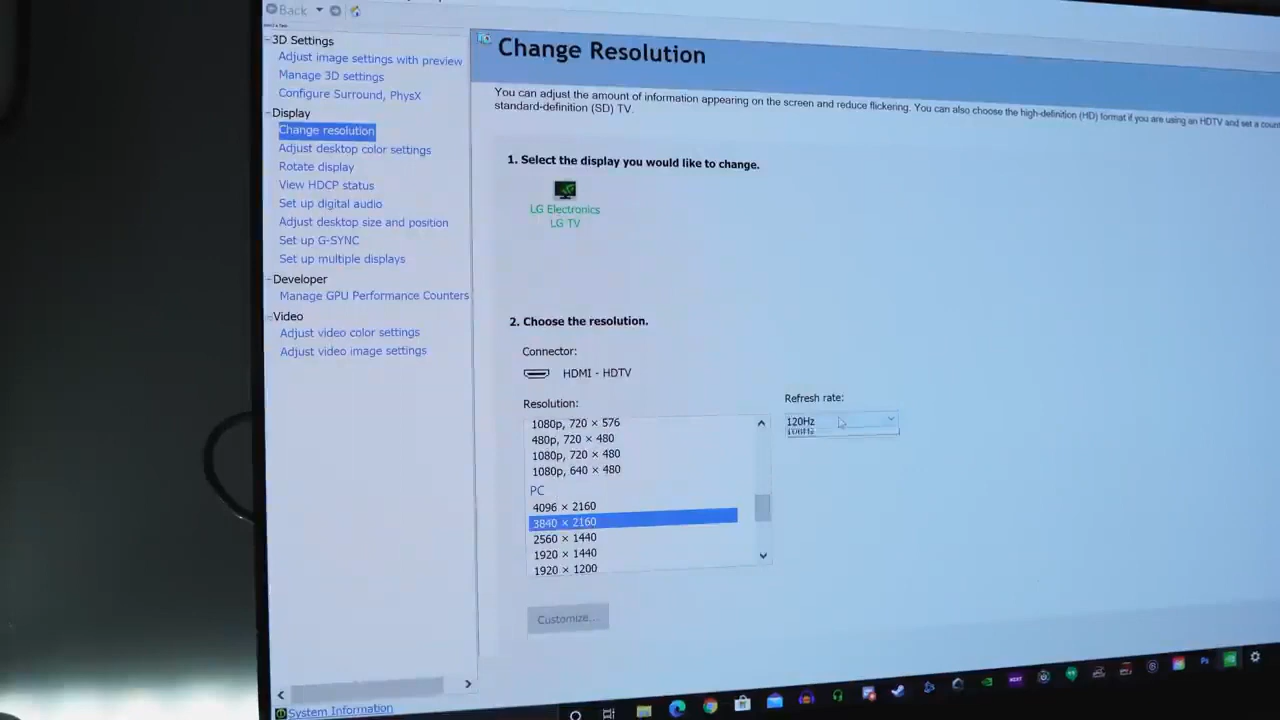 Back
3D Settings
Adjust image settings with preview
Manage 3D settings
Configure Surround, PhysX
Display
Change resolution
Adjust desktop color settings
Rotate display
View HDCP status
Set up digital audio
Adjust desktop size and position
Set up G-SYNC
Set up multiple displays
Developer
Manage GPU Performance Counters
Video
Adjust video color settings
Adjust video image settings
System Information
Change Resolution
You can adjust the amount of information appearing on the screen and reduce flickering. You can also choose the high-definition (HD) format if you are using an HDTV and set a
standard-definition (SD) TV.
1. Select the display you would like to change.
LG Electronics
LG TV
2. Choose the resolution.
Connector:
HDMI - HDTV
Resolution:
1080p, 720 × 576
480p, 720 × 480
1080p, 720 × 480
1080p, 640 × 480
PC
4096 × 2160
3840 × 2160
2560 × 1440
1920 × 1440
1920 × 1200
Refresh rate:
120Hz
Customize...